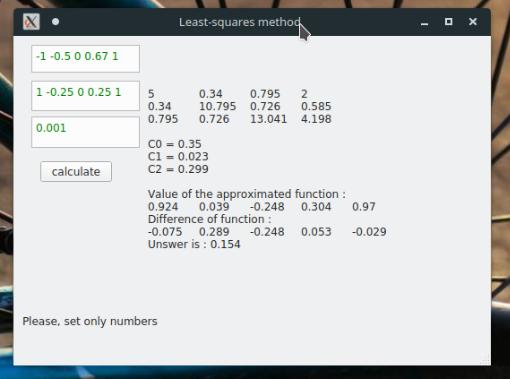 Least-squares method
-1 -0.5 0 0.67 1
1 -0.25 0 0.25 1
0.001
calculate
5 0.34 0.795 2
0.34 10.795 0.726 0.585
0.795 0.726 13.041 4.198
C0 = 0.35
C1 = 0.023
C2 = 0.299
Value of the approximated function :
0.924 0.039 -0.248 0.304 0.97
Difference of function :
-0.075 0.289 -0.248 0.053 -0.029
Unswer is : 0.154
Please, set only numbers